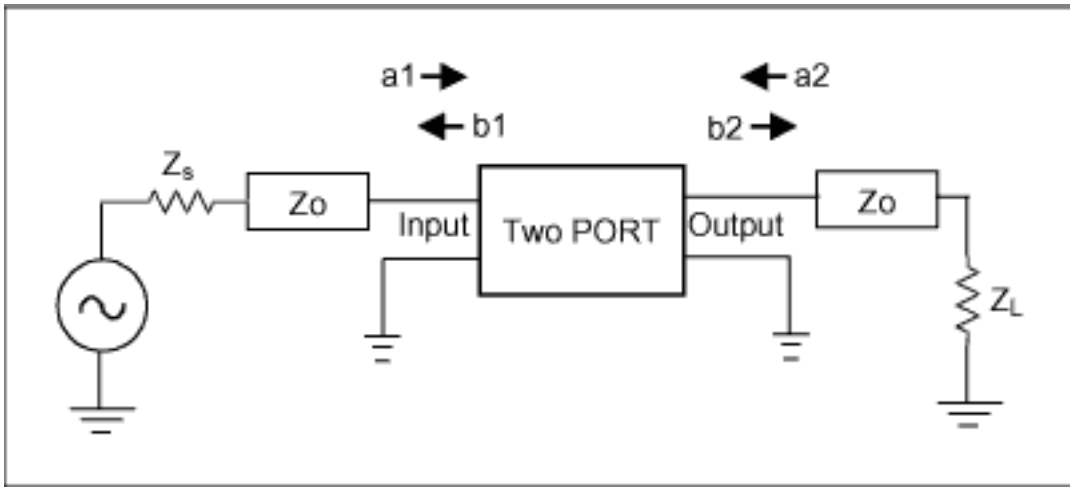 a1
a2
b1
b2
Zs
Zo
Input
Two PORT
Output
Zo
ZL